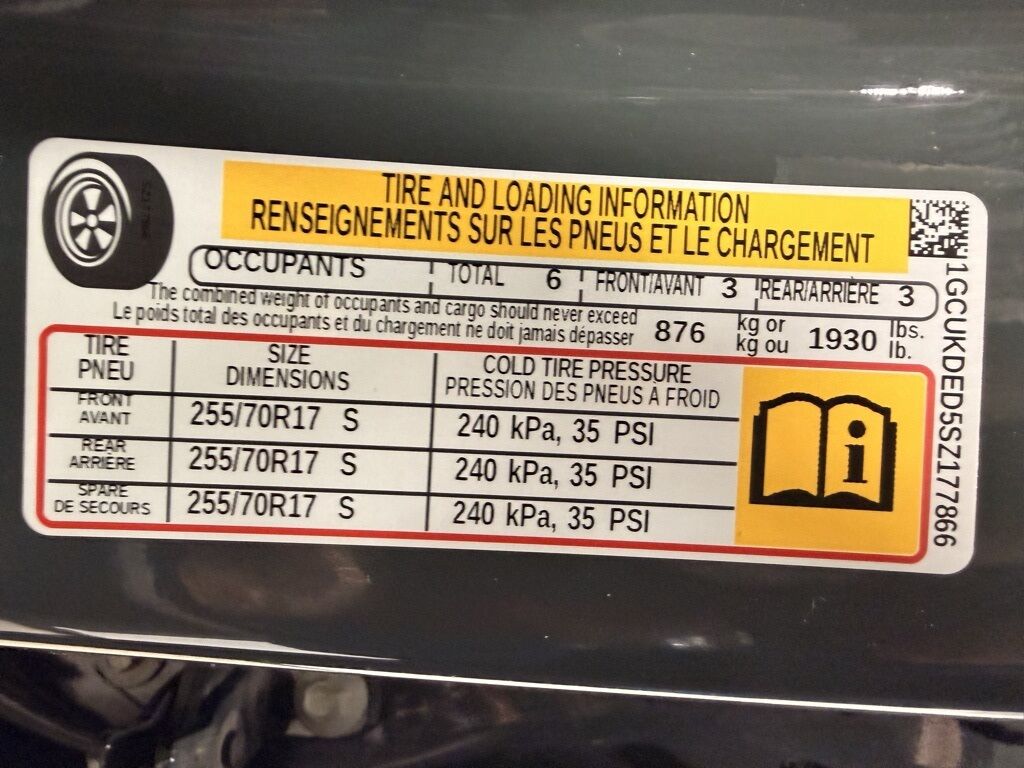 TIRE AND LOADING INFORMATION
RENSEIGNEMENTS SUR LES PNEUS ET LE CHARGEMENT
OCCUPANTS TOTAL 6 FRONT/AVANT 3 REAR/ARRIÈRE 3
The combined weight of occupants and cargo should never exceed 876 kg or 1930 lbs.
Le poids total des occupants et du chargement ne doit jamais dépasser kg ou lb.
TIRE SIZE COLD TIRE PRESSURE
PNEU DIMENSIONS PRESSION DES PNEUS À FROID
FRONT
AVANT 255/70R17 S 240 kPa, 35 PSI
REAR
ARRIÈRE 255/70R17 S 240 kPa, 35 PSI
SPARE
DE SECOURS 255/70R17 S 240 kPa, 35 PSI
i
1GCUKDED5SZ177866